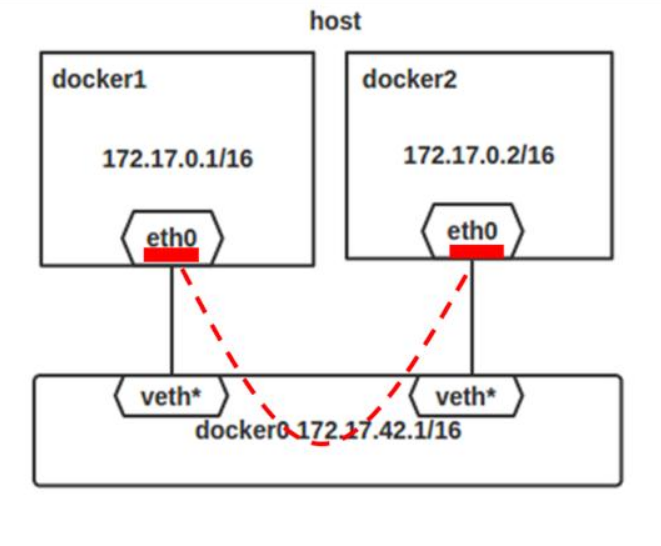 host
docker1
docker2
172.17.0.1/16
172.17.0.2/16
eth0
eth0
veth*
veth*
docker0 172.17.42.1/16